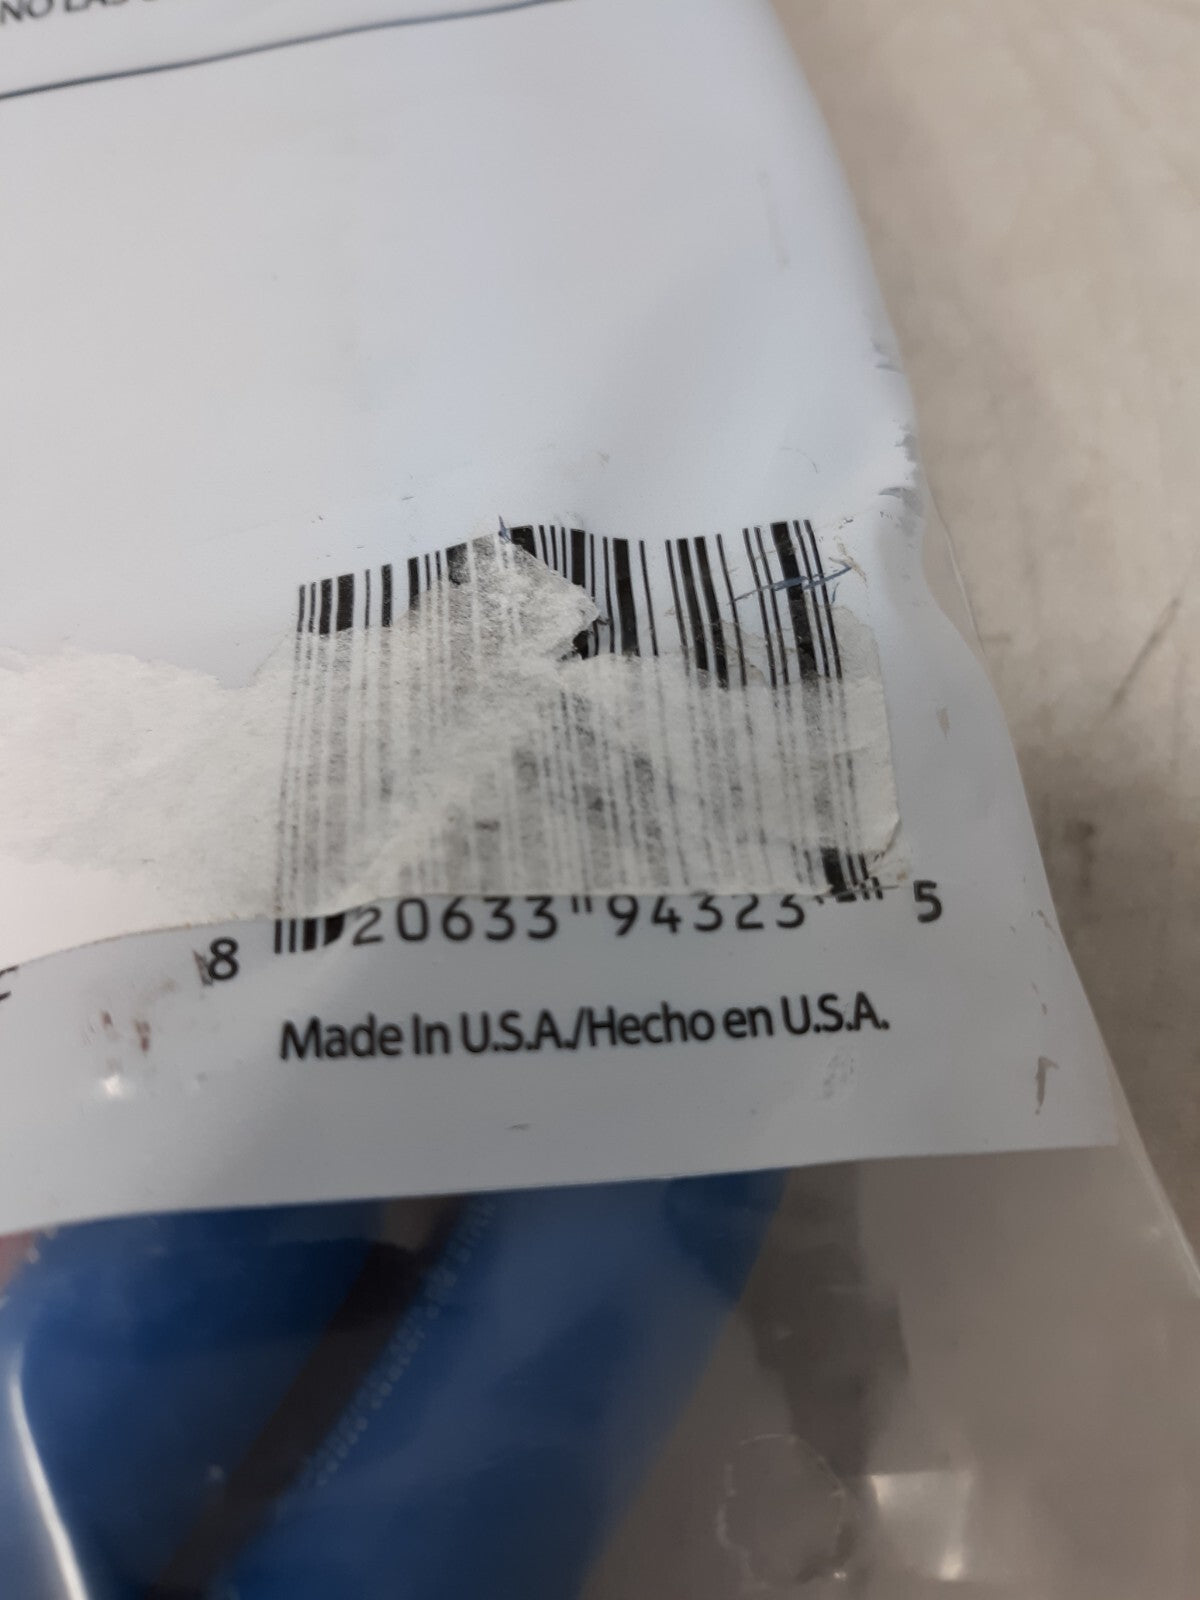 8 20633 94323 5
Made In U.S.A./Hecho en U.S.A.